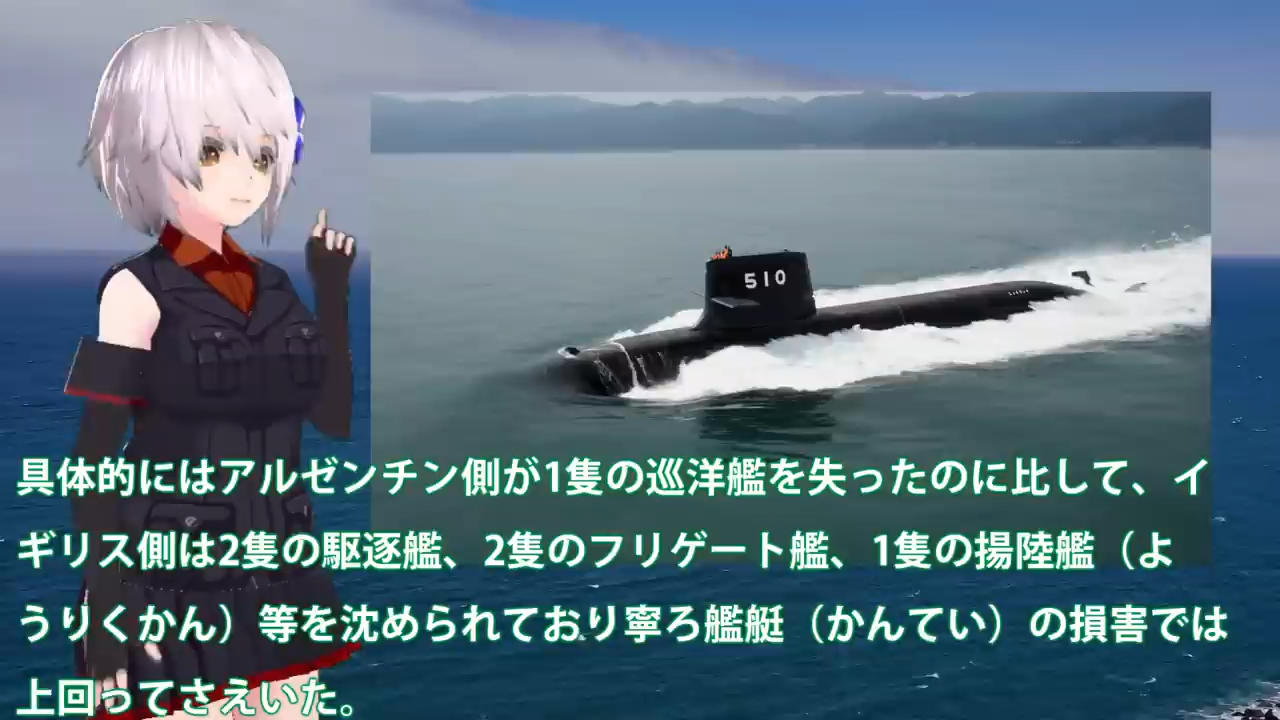 510
具体的にはアルゼンチン側が1隻の巡洋艦を失ったのに比して、イ
ギリス側は2隻の駆逐艦、2隻のフリゲート艦、1隻の揚陸艦（よ
うりくかん）等を沈められており寧ろ艦艇（かんてい）の損害では
上回ってさえいた。